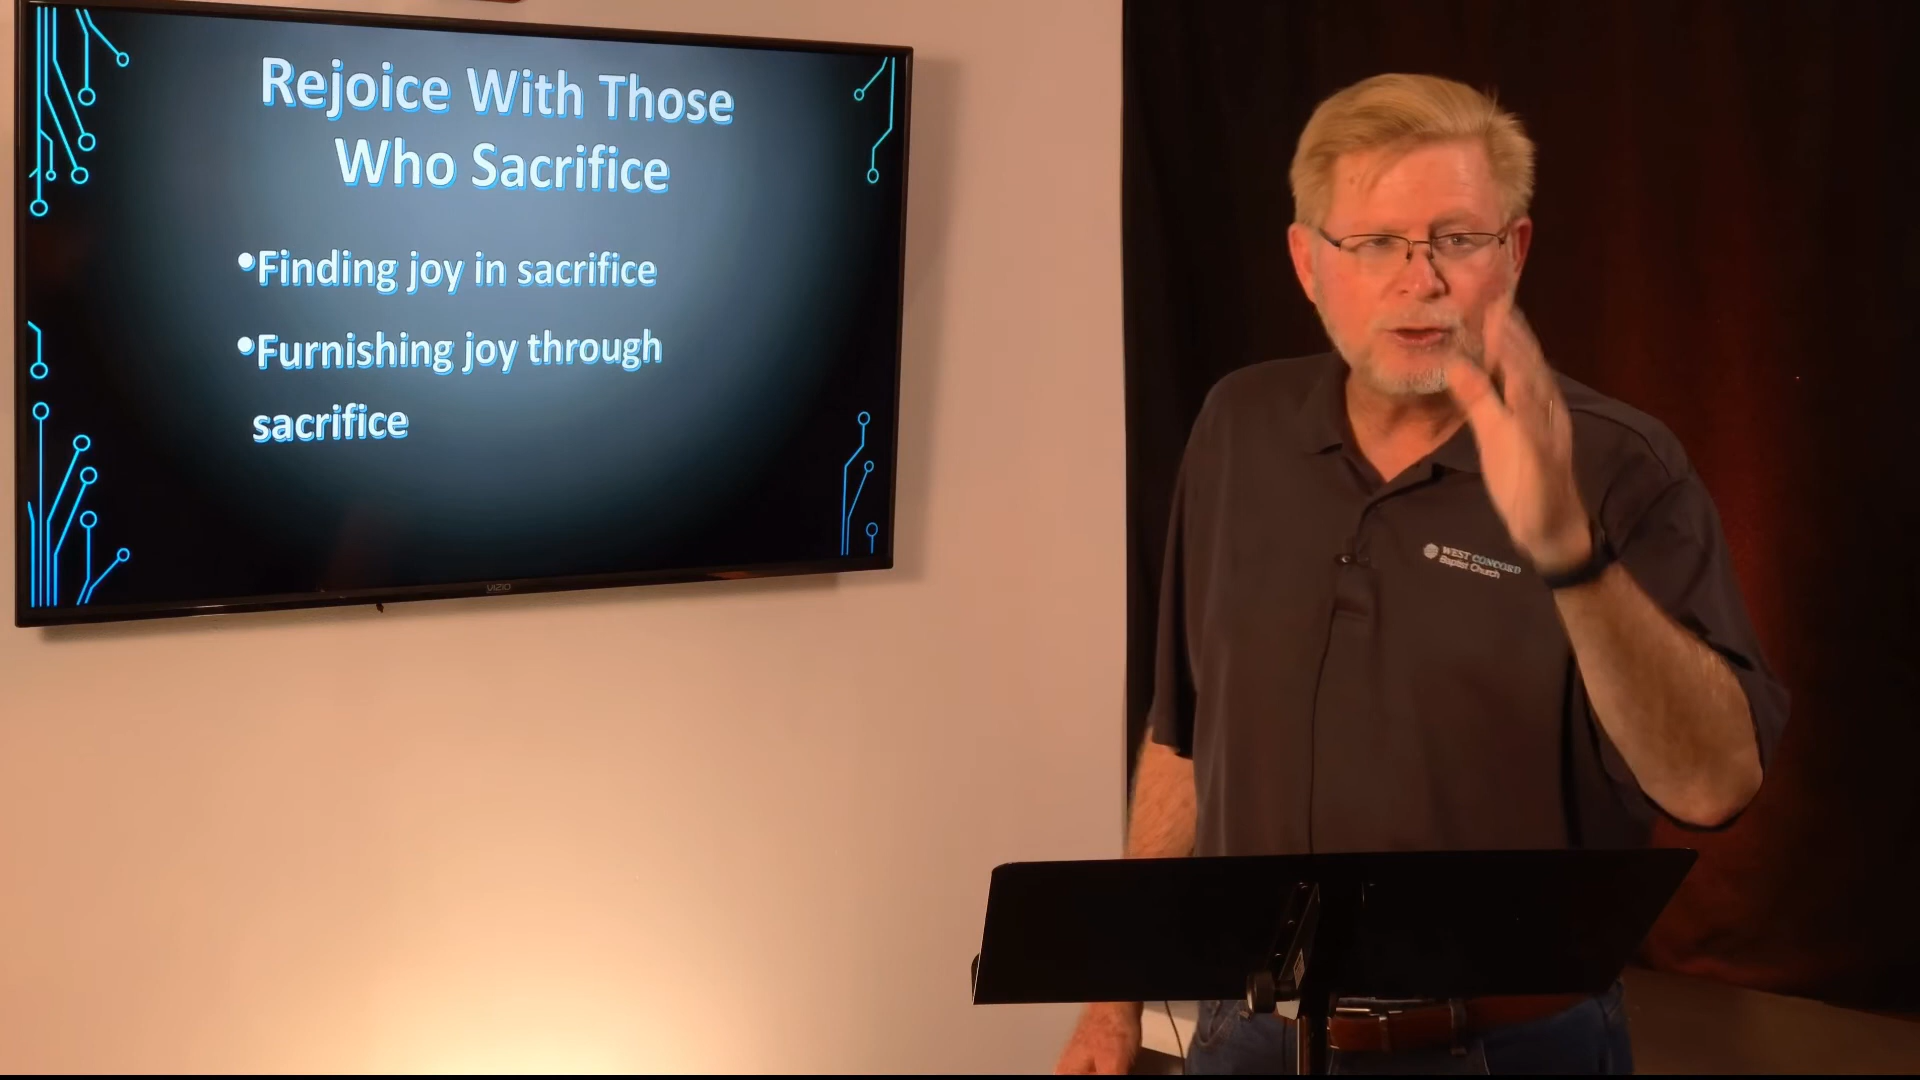 Rejoice With Those
Who Sacrifice
•Finding joy in sacrifice
•Furnishing joy through
sacrifice
VIZIO
WEST CONCORD
Baptist Church